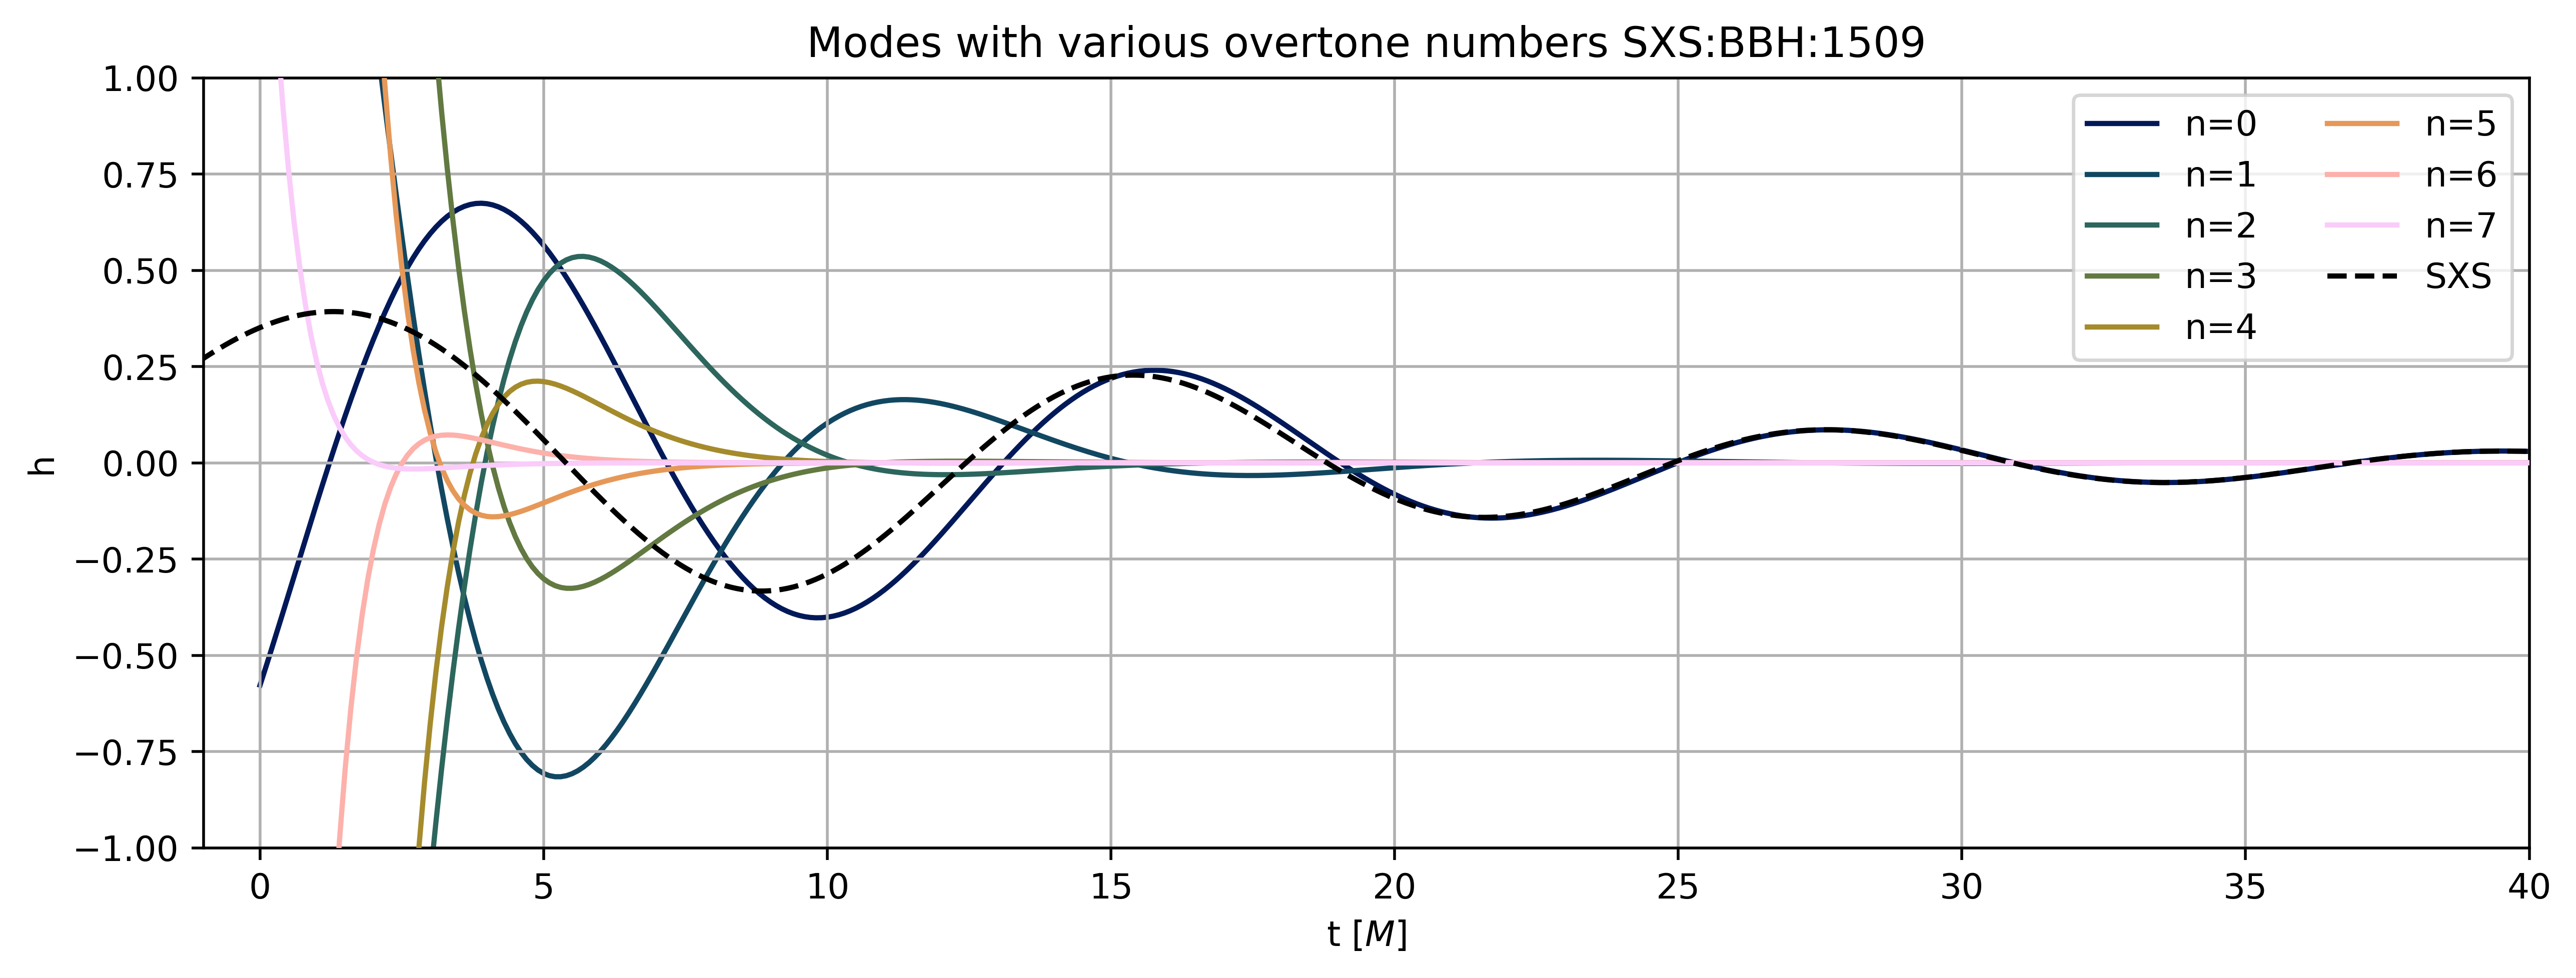 Modes with various overtone numbers SXS:BBH:1509
1.00
0.75
0.50
0.25
0.00
−0.25
−0.50
−0.75
−1.00
h
n=0
n=1
n=2
n=3
n=4
n=5
n=6
n=7
SXS
0 5 10 15 20 25 30 35 40
t [M]